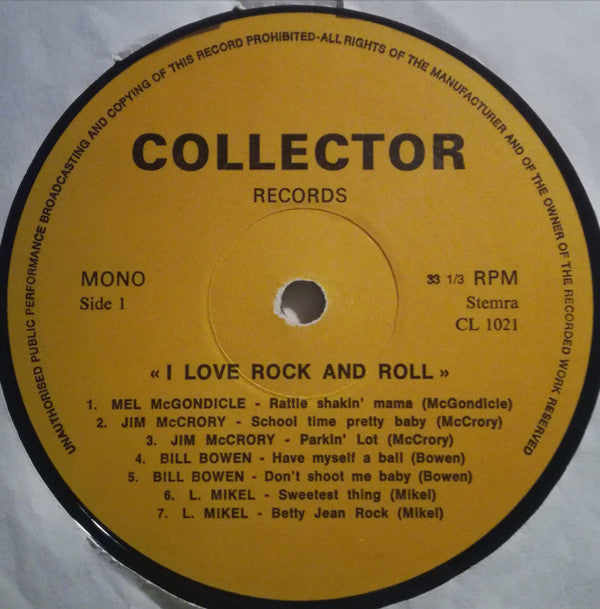 UNAUTHORISED PUBLIC PERFORMANCE BROADCASTING AND COPYING OF THIS RECORD PROHIBITED-ALL RIGHTS OF THE MANUFACTURER AND OF THE OWNER OF THE RECORDED WORK RESERVED
COLLECTOR
RECORDS
MONO
Side 1
33 1/3 RPM
Stemra
CL 1021
« I LOVE ROCK AND ROLL »
1. MEL McGONDICLE - Rattle shakin' mama (McGondicle)
2. JIM McCRORY - School time pretty baby (McCrory)
3. JIM McCRORY - Parkin' Lot (McCrory)
4. BILL BOWEN - Have myself a ball (Bowen)
5. BILL BOWEN - Don't shoot me baby (Bowen)
6. L. MIKEL - Sweetest thing (Mikel)
7. L. MIKEL - Betty Jean Rock (Mikel)